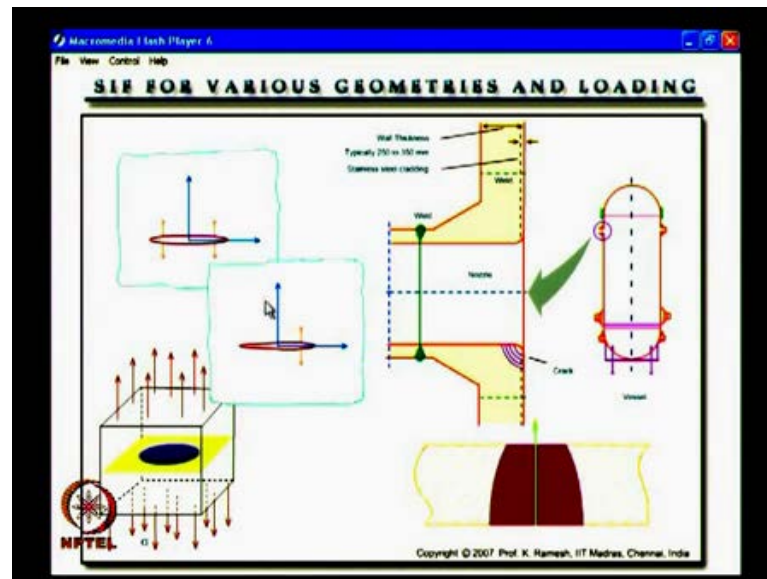 Macromedia Flash Player 6
File View Control Help
SIF FOR VARIOUS GEOMETRIES AND LOADING
Wall Thickness
Typically 250 to 350 mm
Stainless steel cladding
Weld
Weld
Nozzle
Crack
Vessel
σ
NPTEL
Copyright © 2007 Prof. K. Ramesh, IIT Madras, Chennai, India